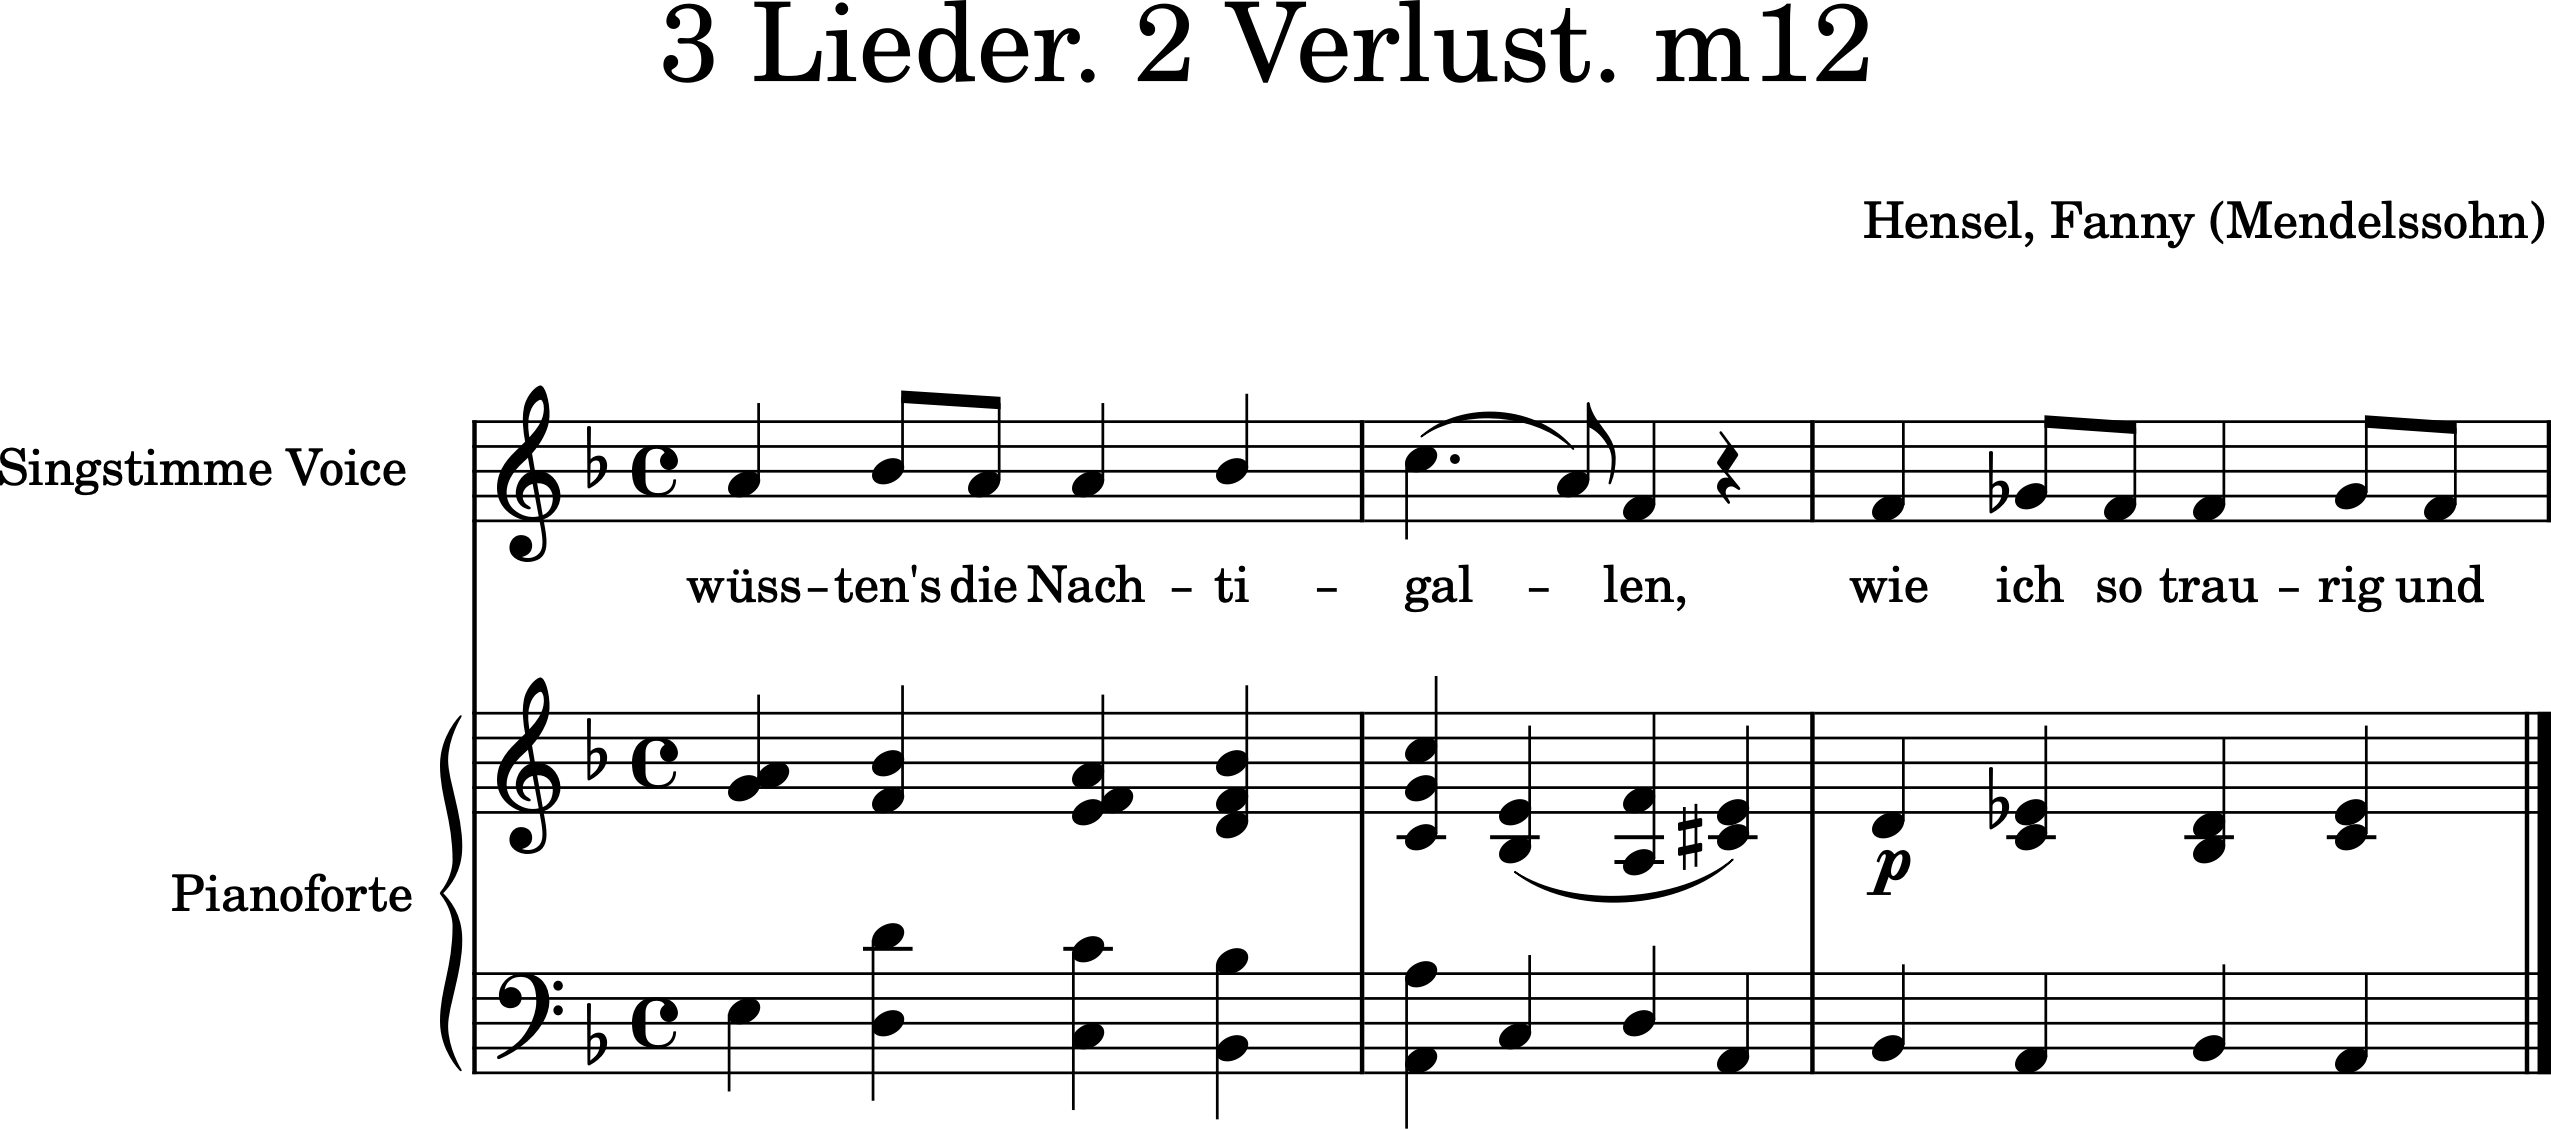 3 Lieder. 2 Verlust. m12
Hensel, Fanny (Mendelssohn)
Singstimme Voice
wüss – ten's die Nach – ti – gal – len, wie ich so trau – rig und
Pianoforte
p